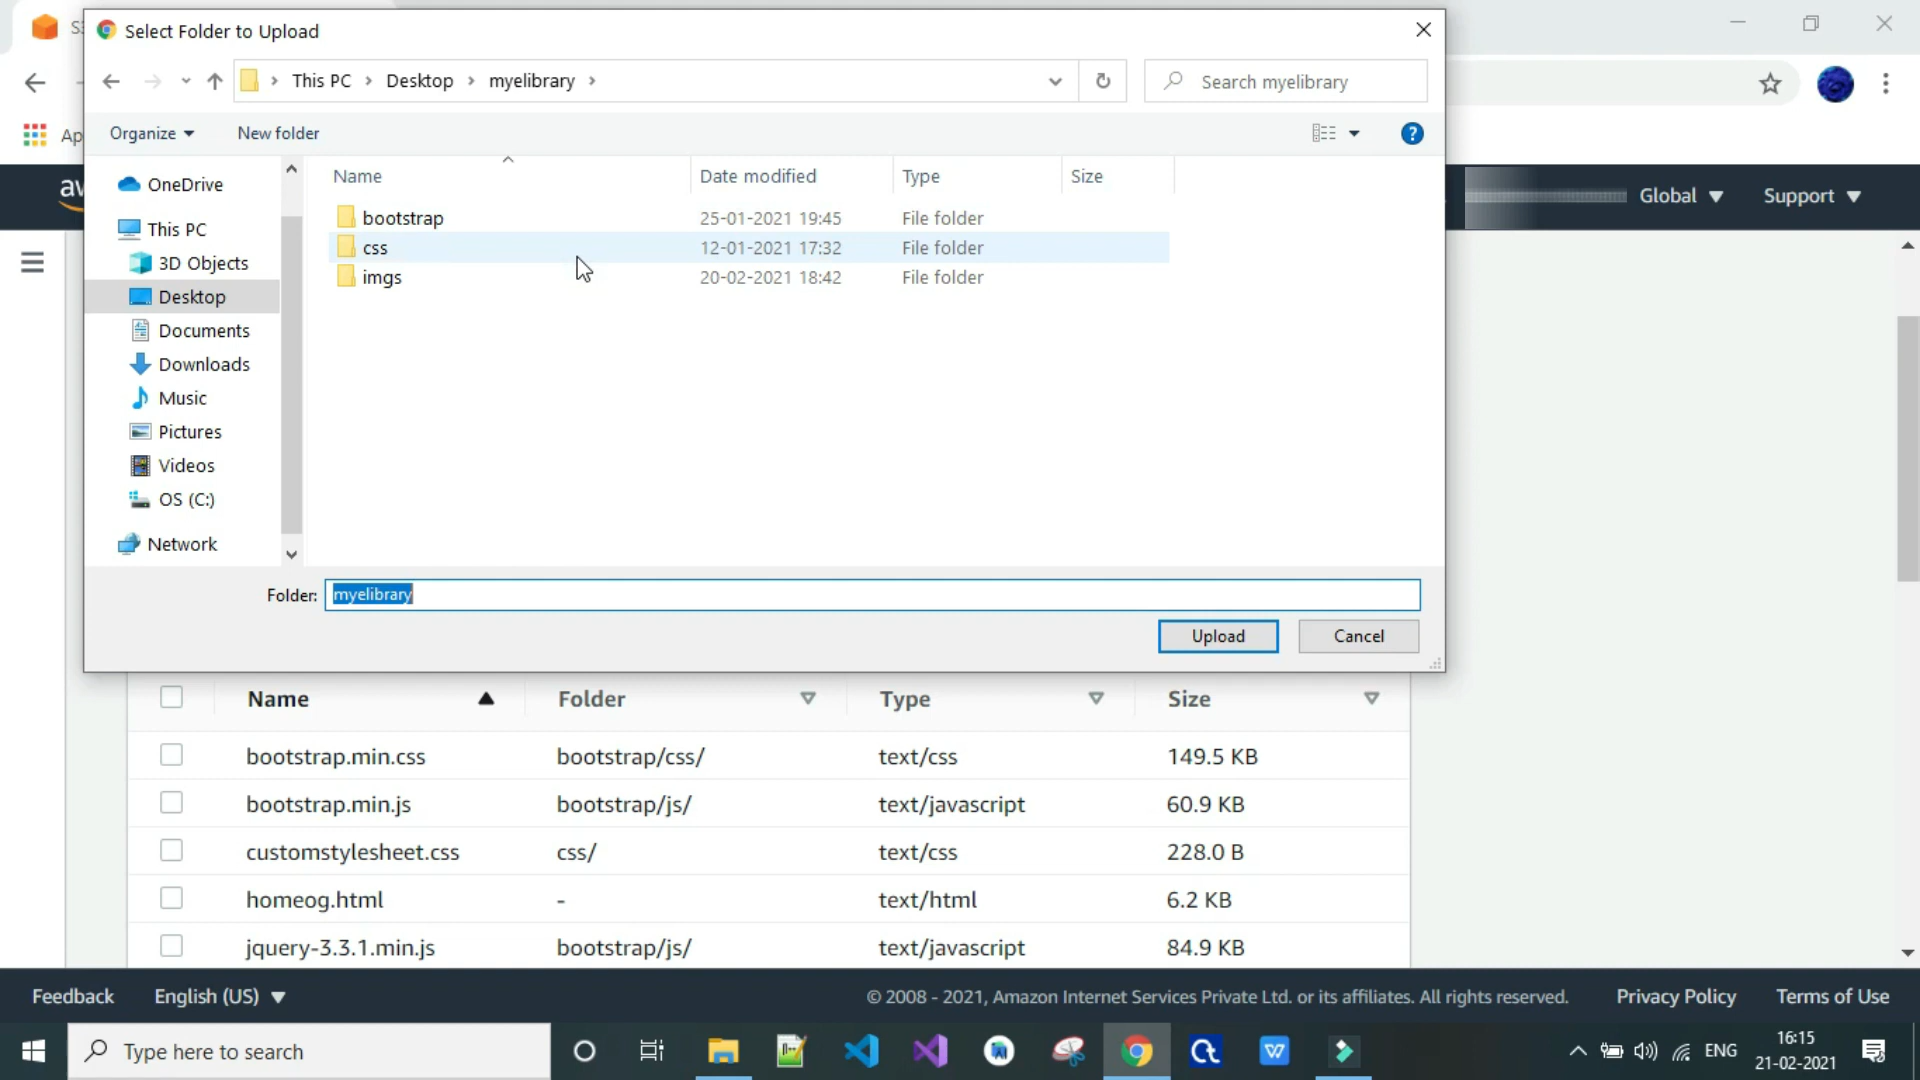 Select Folder to Upload
This PC > Desktop > myelibrary >
Search myelibrary
Organize
New folder
?
Name Date modified Type Size
OneDrive
This PC
3D Objects
Desktop
Documents
Downloads
Music
Pictures
Videos
OS (C:)
Network
bootstrap 25-01-2021 19:45 File folder
css 12-01-2021 17:32 File folder
imgs 20-02-2021 18:42 File folder
Folder: myelibrary
Upload Cancel
Global Support
Name Folder Type Size
bootstrap.min.css bootstrap/css/ text/css 149.5 KB
bootstrap.min.js bootstrap/js/ text/javascript 60.9 KB
customstylesheet.css css/ text/css 228.0 B
homeog.html - text/html 6.2 KB
jquery-3.3.1.min.js bootstrap/js/ text/javascript 84.9 KB
Feedback English (US) © 2008 - 2021, Amazon Internet Services Private Ltd. or its affiliates. All rights reserved. Privacy Policy Terms of Use
Type here to search
ENG
16:15
21-02-2021